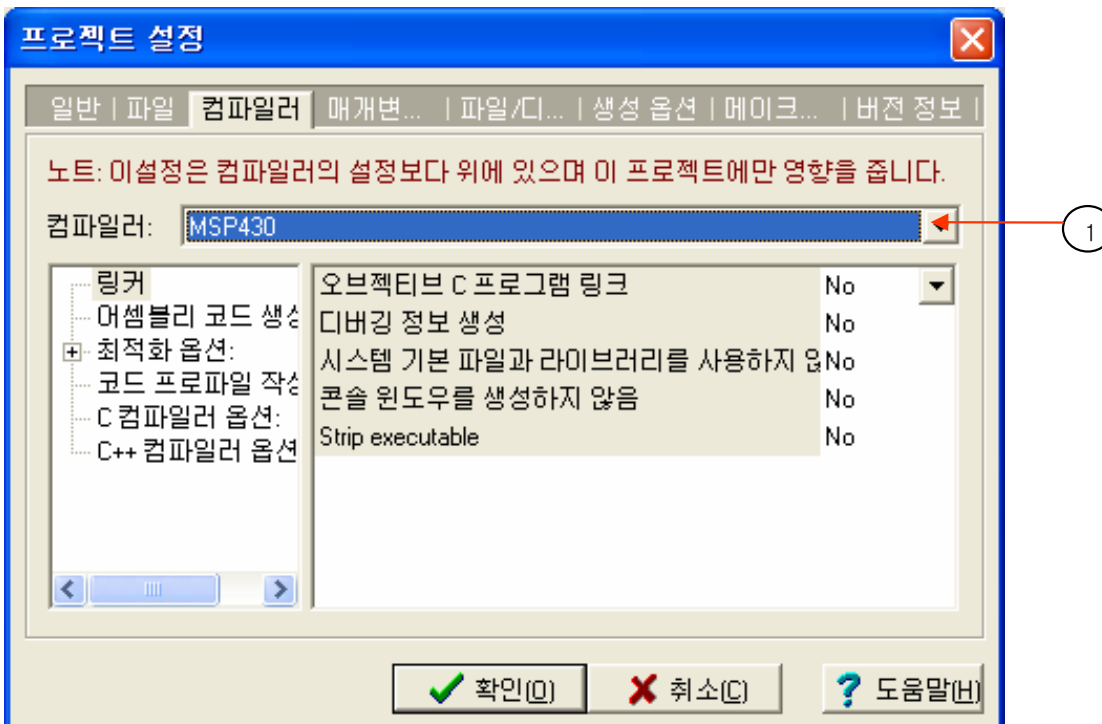 프로젝트 설정
일반 | 파일 컴파일러 매개변... | 파일/디... | 생성 옵션 | 메이크... | 버전 정보 |
노트: 이설정은 컴파일러의 설정보다 위에 있으며 이 프로젝트에만 영향을 줍니다.
컴파일러: MSP430
1
링커
어셈블리 코드 생성
최적화 옵션:
코드 프로파일 작성
C 컴파일러 옵션:
C++ 컴파일러 옵션
오브젝티브 C 프로그램 링크 No
디버깅 정보 생성 No
시스템 기본 파일과 라이브러리를 사용하지 않 No
콘솔 윈도우를 생성하지 않음 No
Strip executable No
확인(O) 취소(C) 도움말(H)